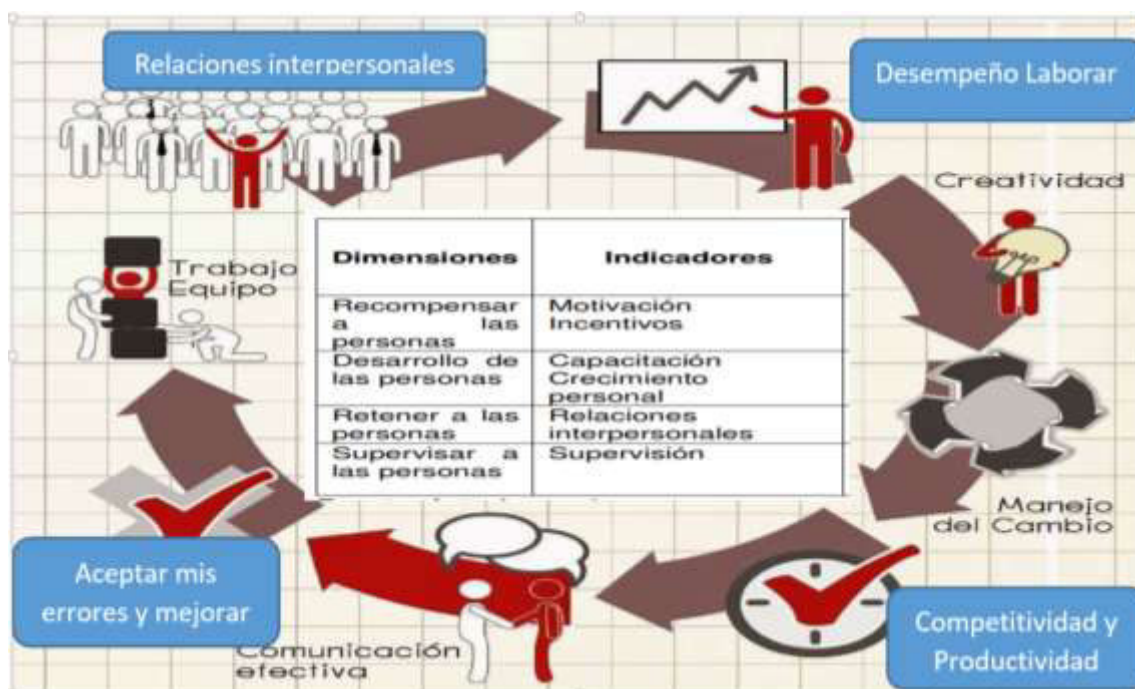 Relaciones interpersonales
Desempeño Laborar
Creatividad
Trabajo
Equipo
Dimensiones Indicadores
Recompensar Motivación
a las Incentivos
personas
Desarrollo de Capacitación
las personas Crecimiento
personal
Retener a las Relaciones
personas interpersonales
Supervisar a Supervisión
las personas
Manejo
del Cambio
Aceptar mis
errores y mejorar
Comunicación
efectiva
Competitividad y
Productividad